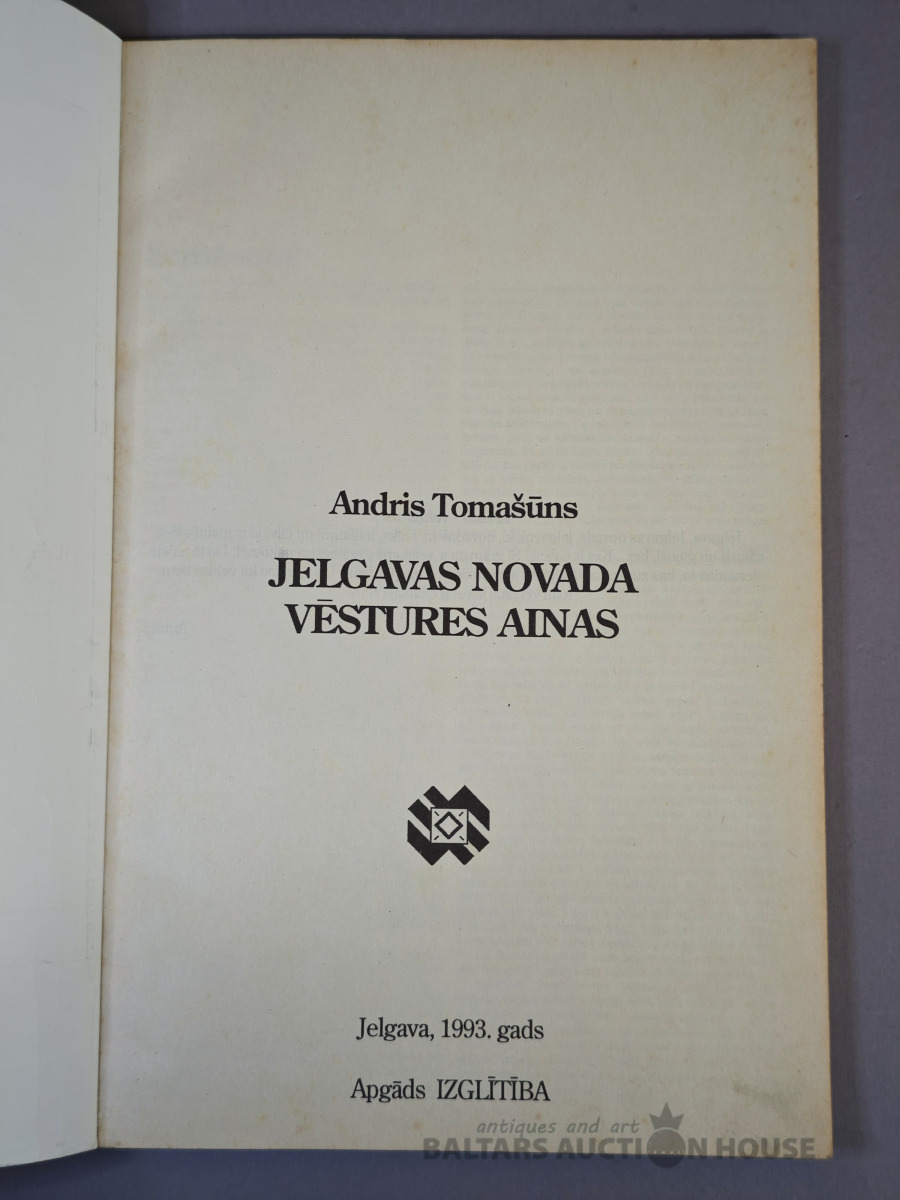 Andris Tomašūns
JELGAVAS NOVADA
VĒSTURES AINAS
Jelgava, 1993. gads
Apgāds IZGLĪTĪBA
antiques and art
BALTARS AUCTION HOUSE